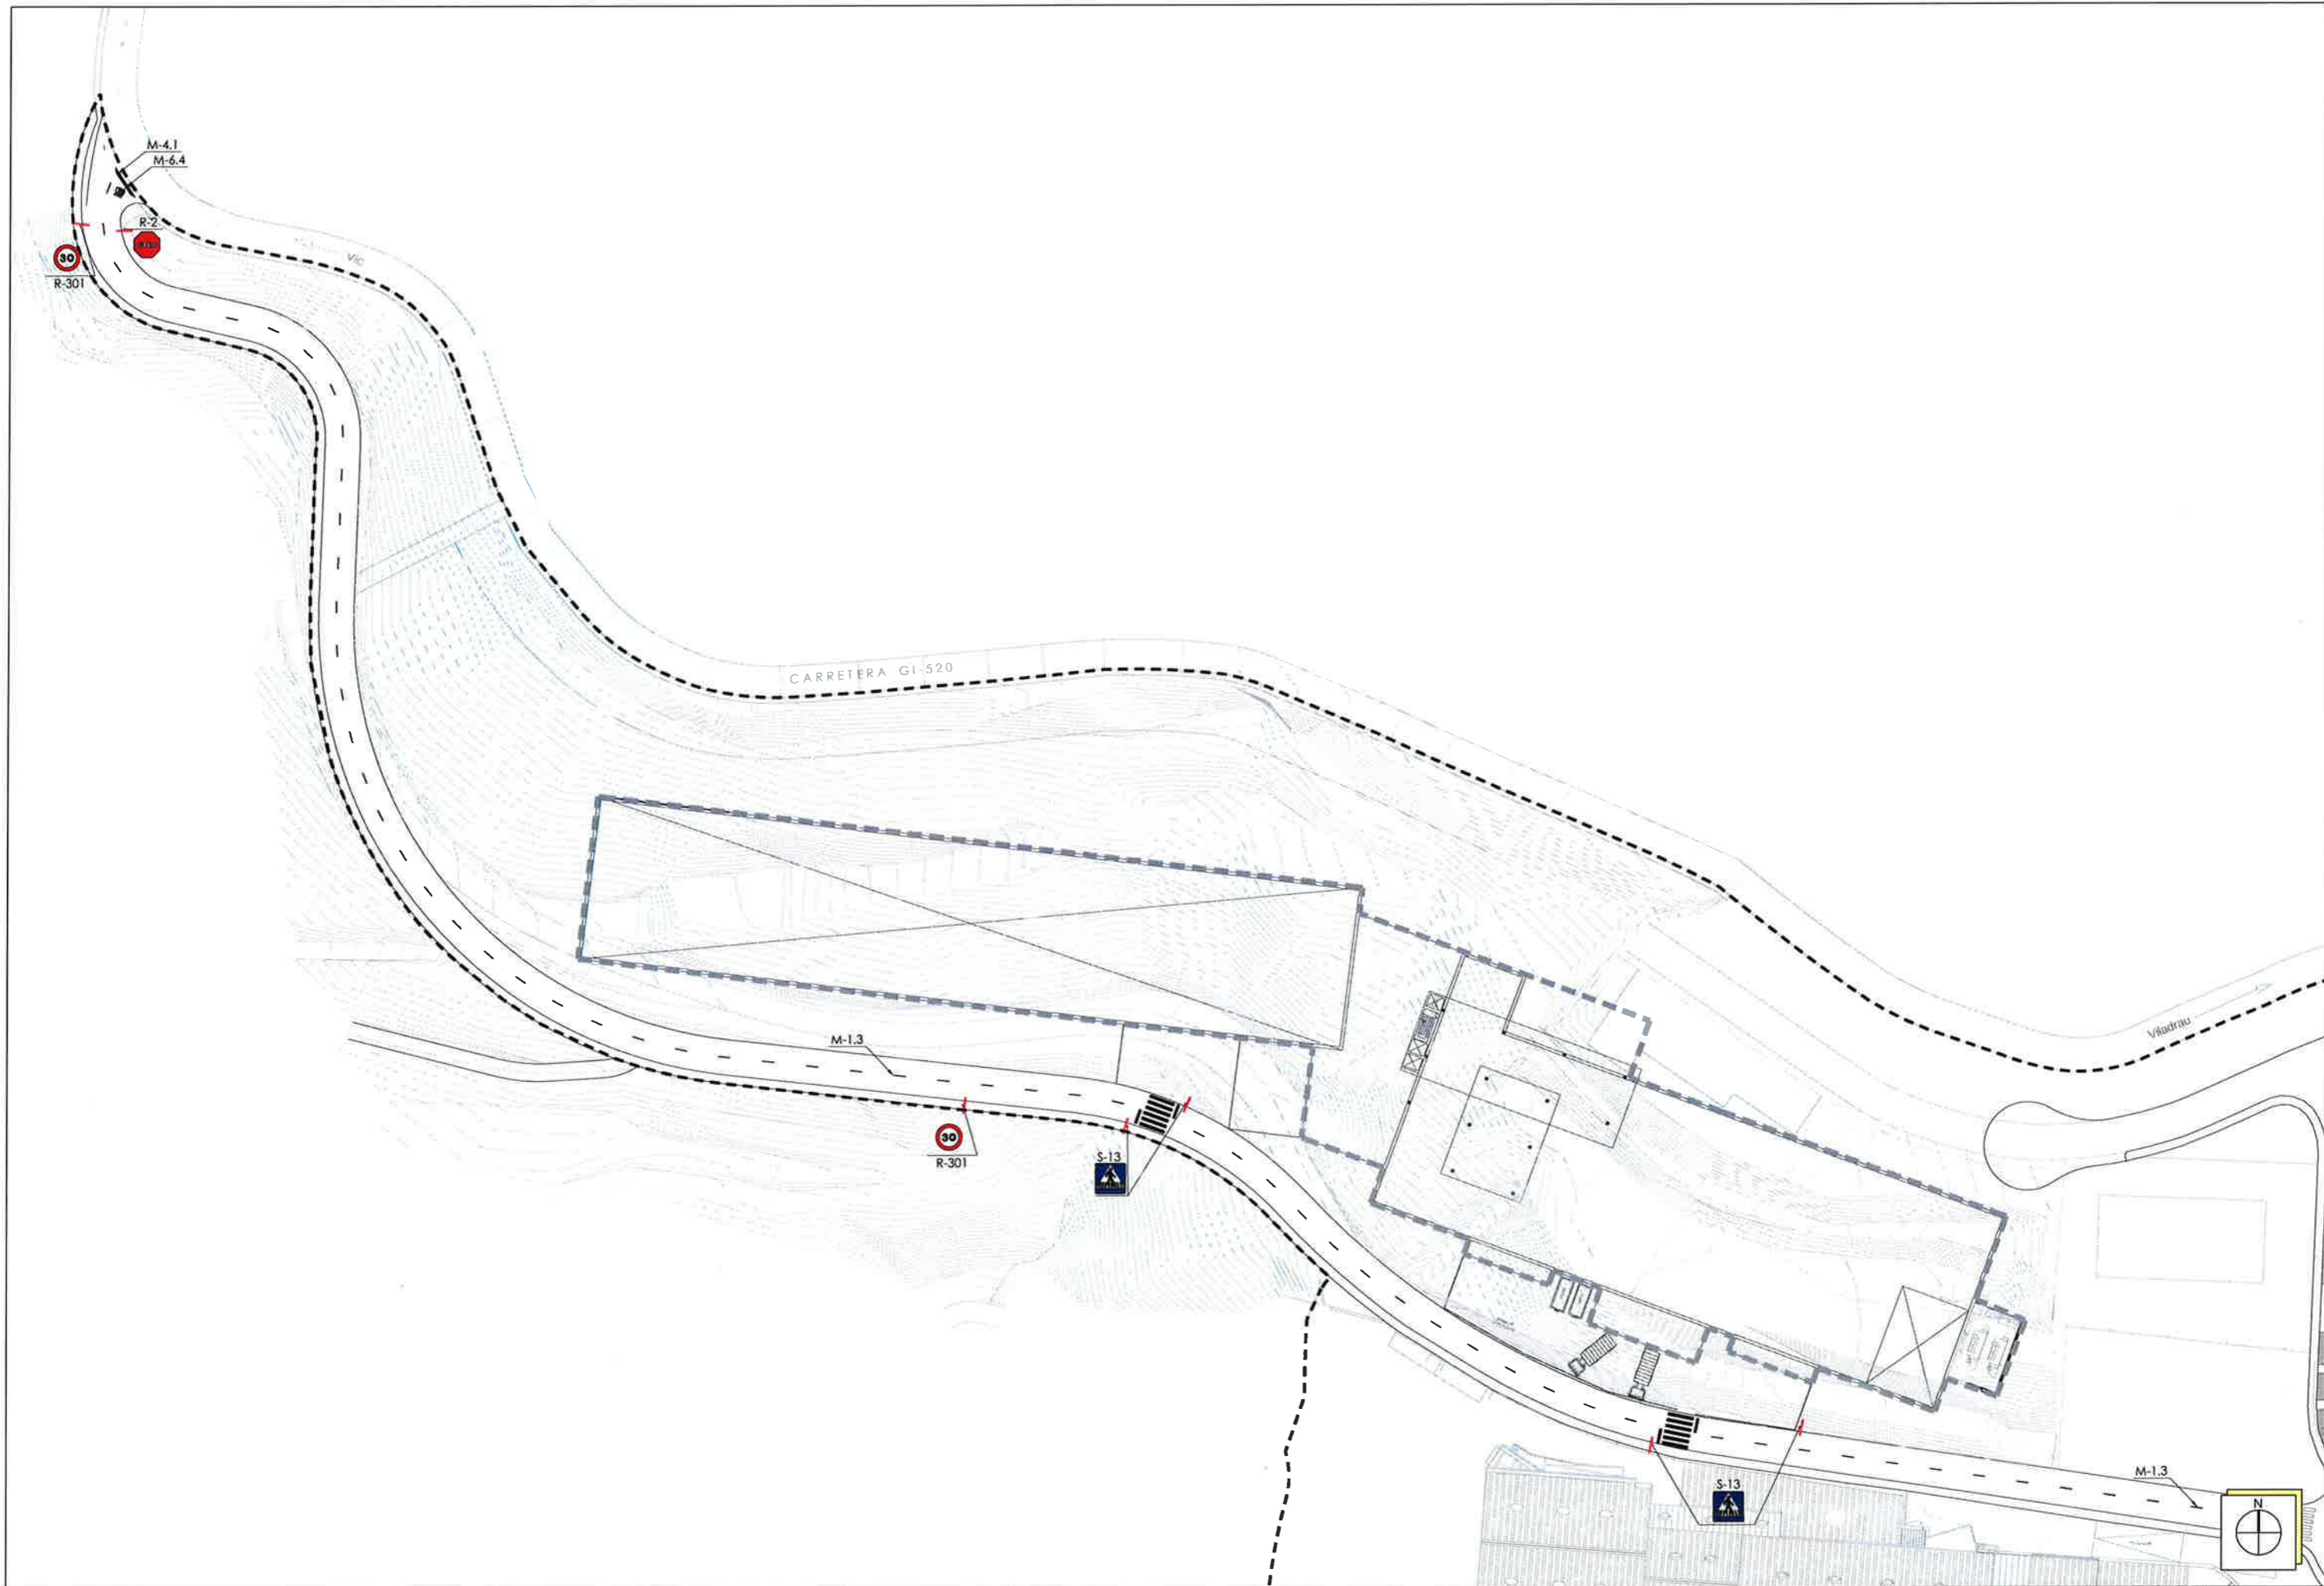 M-4.1
M-6.4
R-2
STOP
30
R-301
Vic
CARRETERA GI-520
Viladrau
M-1.3
30
R-301
S-13
S-13
M-1.3
N